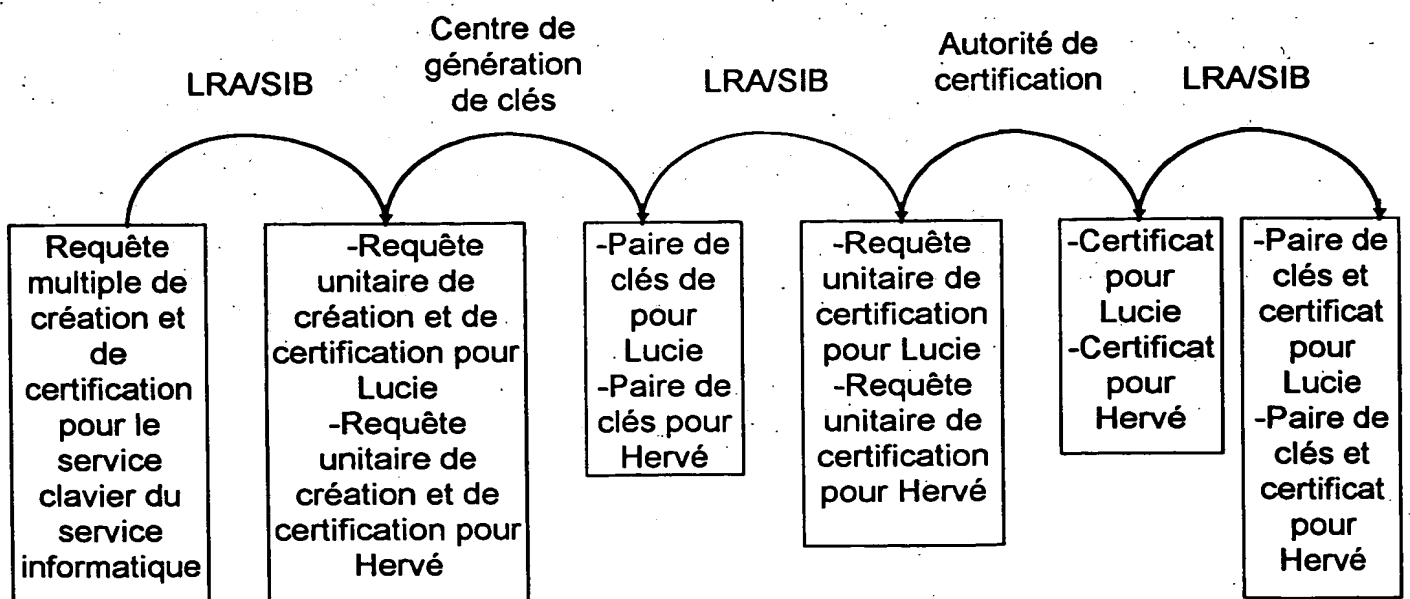 LRA/SIB
Centre de
génération
de clés
LRA/SIB
Autorité de
certification
LRA/SIB
Requête
multiple de
création et
de
certification
pour le
service
clavier du
service
informatique
-Requête
unitaire de
création et de
certification pour
Lucie
-Requête
unitaire de
création et de
certification pour
Hervé
-Paire de
clés de
pour
Lucie
-Paire de
clés pour
Hervé
-Requête
unitaire de
certification
pour Lucie
-Requête
unitaire de
certification
pour Hervé
-Certificat
pour
Lucie
-Certificat
pour
Hervé
-Paire de
clés et
certificat
pour
Lucie
-Paire de
clés et
certificat
pour
Hervé